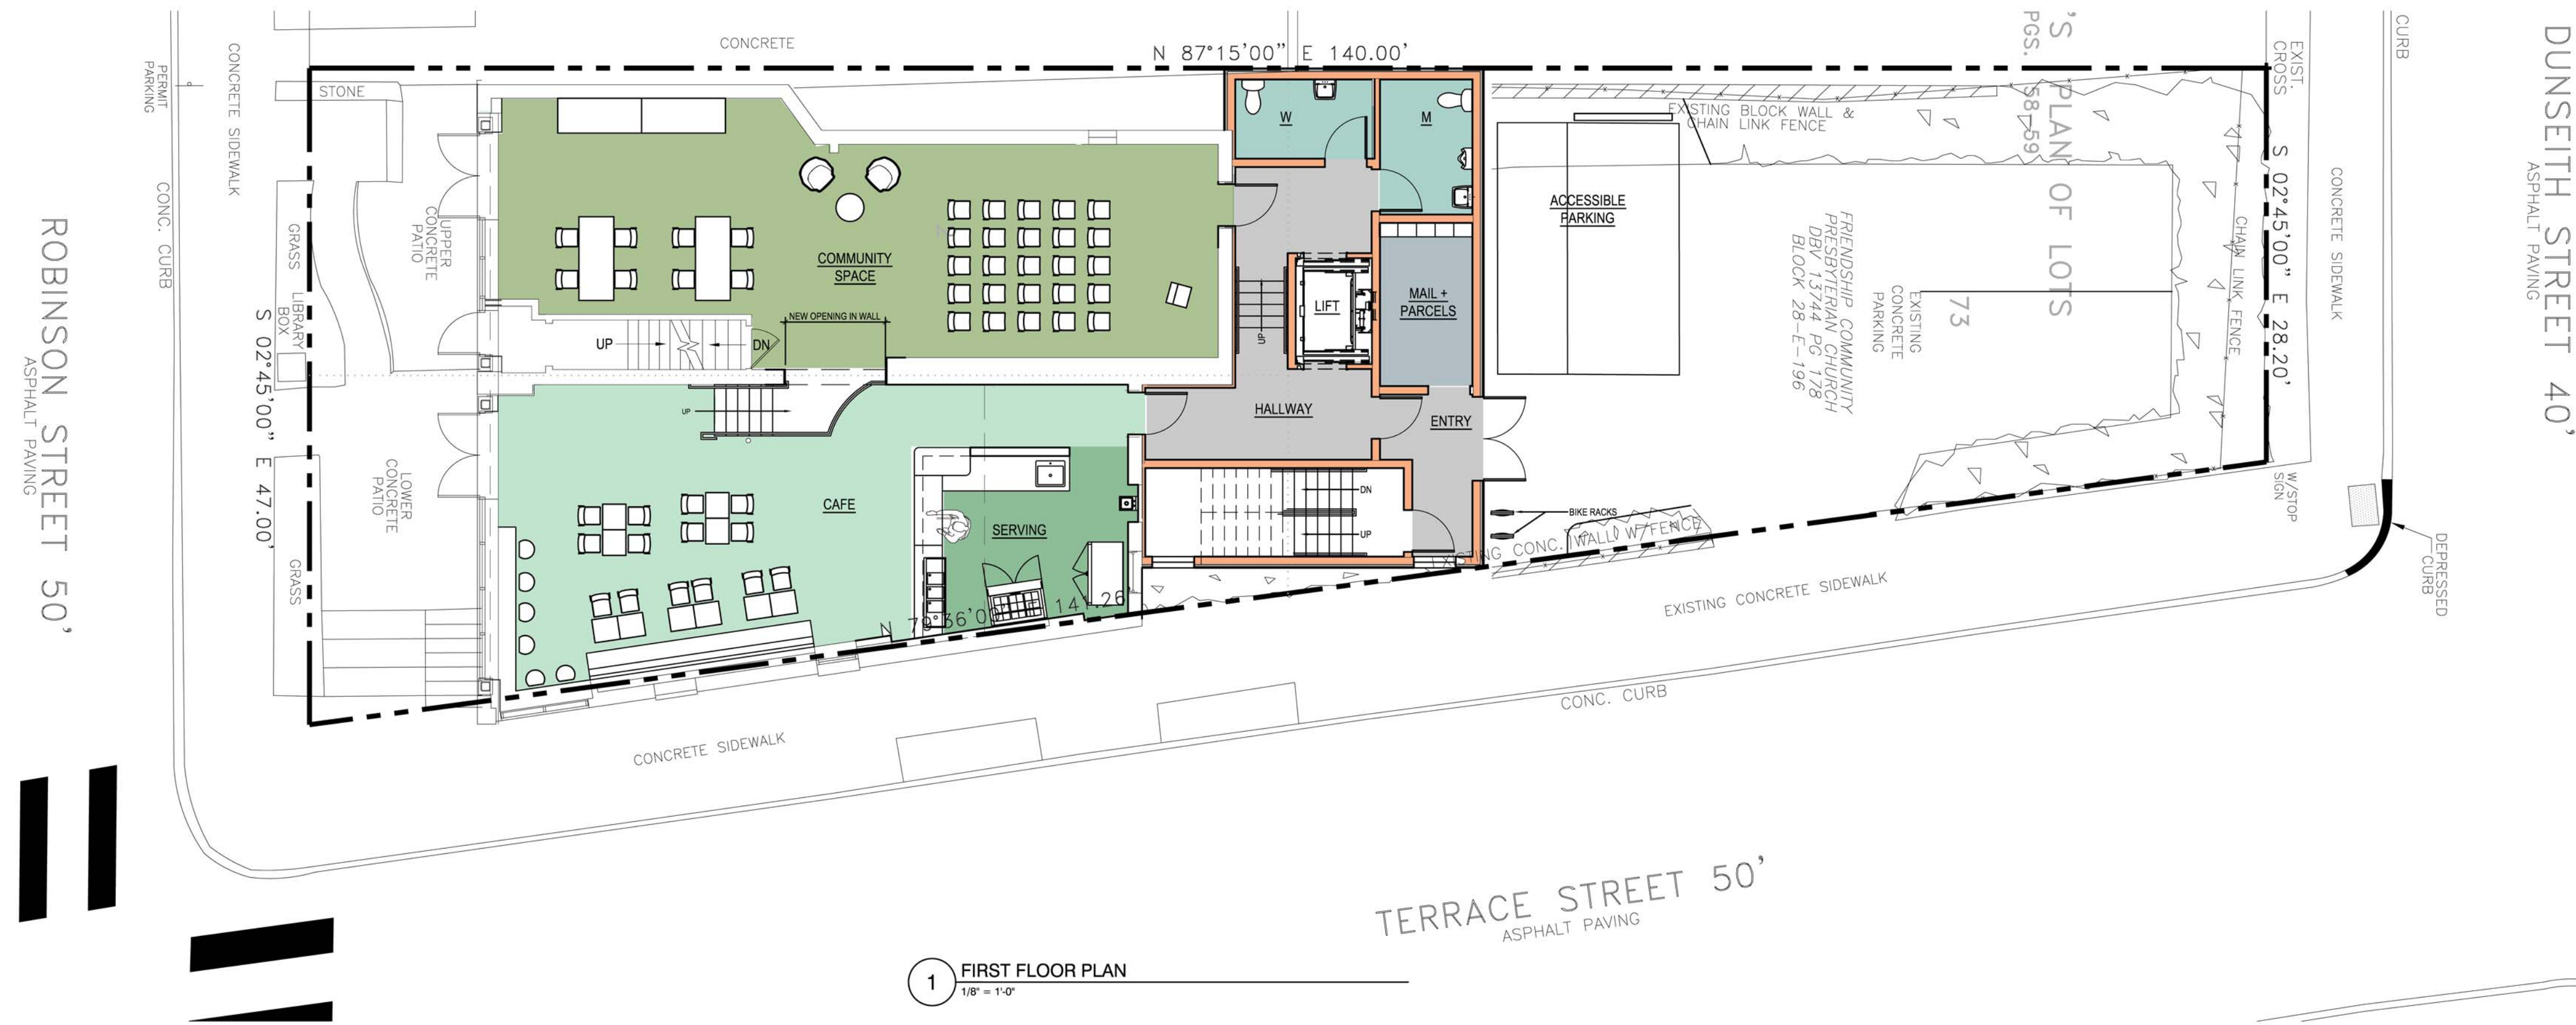 CONCRETE
N 87°15'00" E 140.00'
'S PLAN OF LOTS
PGS. 58-59
EXIST.
CROSS
CURB
DUNSEITH STREET 40'
ASPHALT PAVING
PERMIT
PARKING
CONCRETE SIDEWALK
STONE
CONC. CURB
ROBINSON STREET 50'
ASPHALT PAVING
GRASS
LIBRARY
BOX
S 02°45'00" E 47.00'
GRASS
UPPER
CONCRETE
PATIO
LOWER
CONCRETE
PATIO
COMMUNITY
SPACE
NEW OPENING IN WALL
UP
DN
UP
CAFE
SERVING
W
M
LIFT
MAIL +
PARCELS
UP
HALLWAY
ENTRY
DN
UP
EXISTING BLOCK WALL &
CHAIN LINK FENCE
ACCESSIBLE
PARKING
FRIENDSHIP COMMUNITY
PRESBYTERIAN CHURCH
DBV 13744 PG 178
BLOCK 28-E-196
EXISTING
CONCRETE
PARKING
73
CHAIN LINK FENCE
S 02°45'00" E 28.20'
CONCRETE SIDEWALK
W/STOP
SIGN
DEPRESSED
CURB
BIKE RACKS
EXISTING CONC. WALL W/FENCE
N 79°36'00" E 141.26'
EXISTING CONCRETE SIDEWALK
CONC. CURB
CONCRETE SIDEWALK
TERRACE STREET 50'
ASPHALT PAVING
1
FIRST FLOOR PLAN
1/8" = 1'-0"